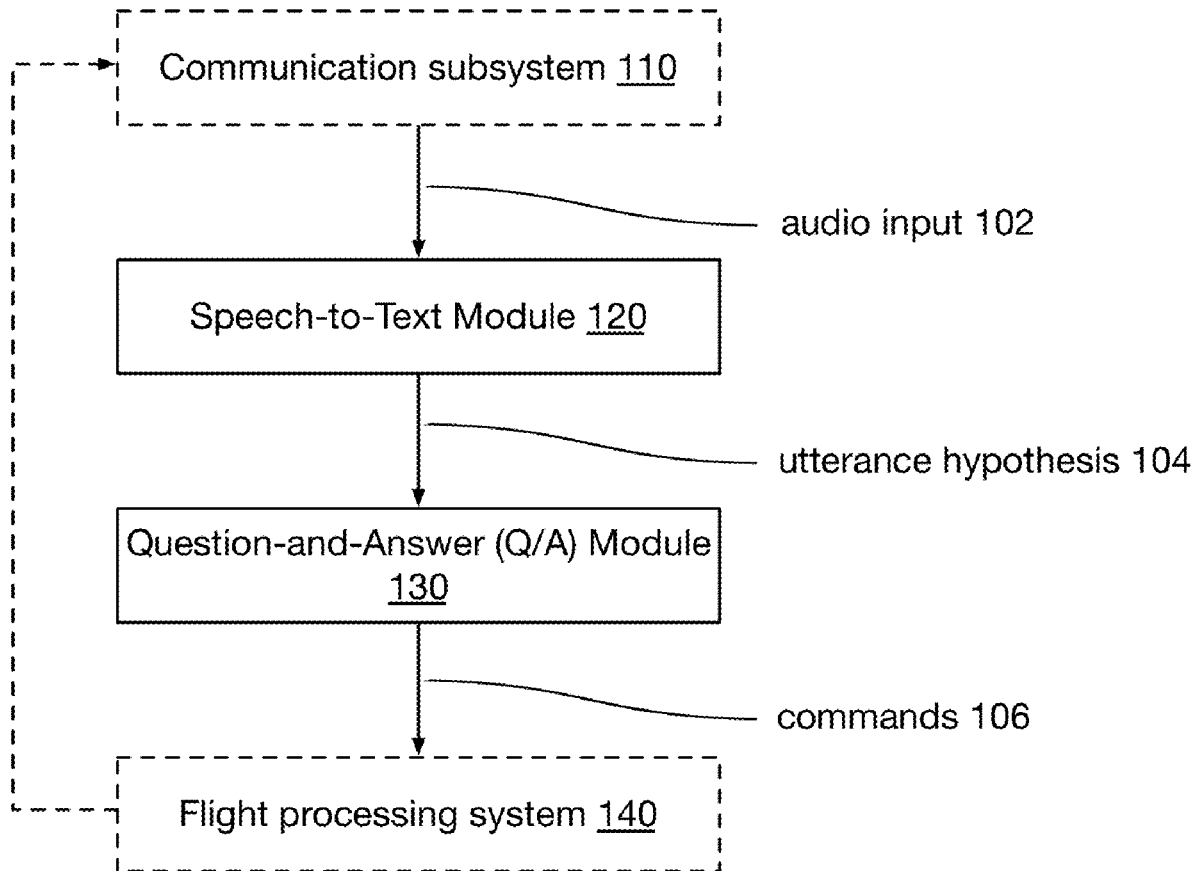 Communication subsystem 110
audio input 102
Speech-to-Text Module 120
utterance hypothesis 104
Question-and-Answer (Q/A) Module
130
commands 106
Flight processing system 140